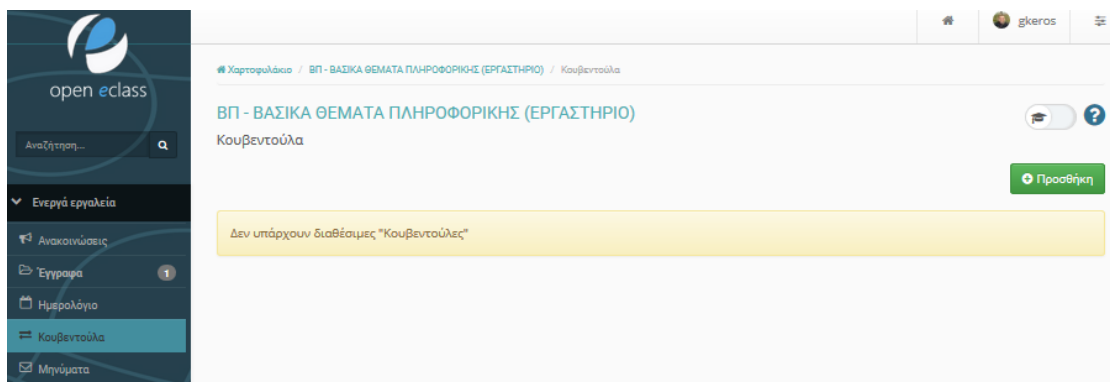 open eclass
Αναζήτηση...
Ενεργά εργαλεία
Ανακοινώσεις
Έγγραφα 1
Ημερολόγιο
Κουβεντούλα
Μηνύματα
gkeros
Χαρτοφυλάκιο / ΒΠ - ΒΑΣΙΚΑ ΘΕΜΑΤΑ ΠΛΗΡΟΦΟΡΙΚΗΣ (ΕΡΓΑΣΤΗΡΙΟ) / Κουβεντούλα
ΒΠ - ΒΑΣΙΚΑ ΘΕΜΑΤΑ ΠΛΗΡΟΦΟΡΙΚΗΣ (ΕΡΓΑΣΤΗΡΙΟ)
Κουβεντούλα
Προσθήκη
Δεν υπάρχουν διαθέσιμες "Κουβεντούλες"